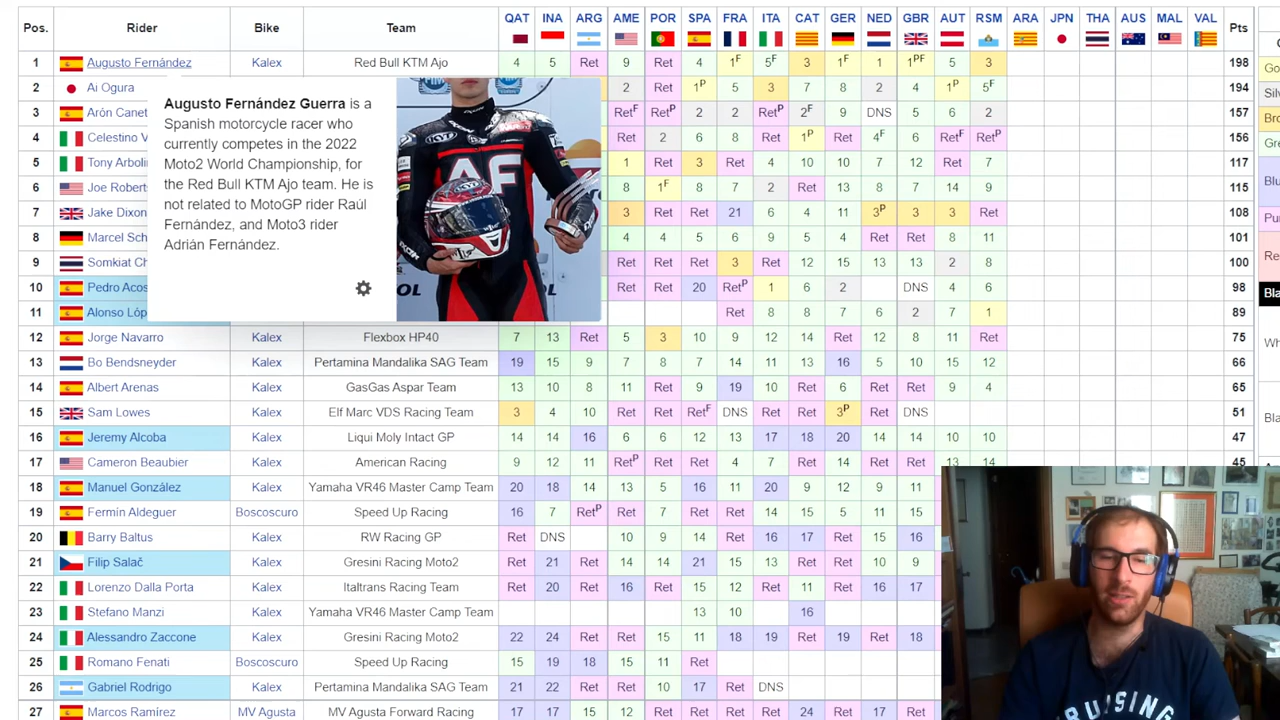 Pos. Rider Bike Team QAT INA ARG AME POR SPA FRA ITA CAT GER NED GBR AUT RSM ARA JPN THA AUS MAL VAL Pts
Augusto Fernández Kalex Red Bull KTM Ajo 4 5 Ret 9 Ret 4 1F 5F 3 1F 1 1PF 5 3 198
2 Ai Ogura 2 Ret 1P 5 3 7 8 2 4 1P 5F 194
3 Arón Canet RetF RetP 2 2 RetP 2F 9 DNS 5 6 2 157
4 Celestino V Ret 2 6 8 Ret 1P Ret 4F 6 RetF RetP 156
5 Tony Arbolin 1 Ret 3 Ret 4 10 10 7 12 Ret 7 117
6 Joe Roberts 8 1F 8 7 2 Ret 13 8 7 14 9 115
7 Jake Dixon 3 Ret Ret 21 4 11 3P 3 3 Ret 108
8 Marcel Sch 4 4 5 6 6 5 4 Ret Ret 8 11 101
9 Somkiat Ch Ret Ret Ret 3 Ret 12 15 13 13 2 8 100
10 Pedro Acos Ret Ret 20 RetP 1 6 2 DNS 4 6 98
11 Alonso Lóp Ret 8 7 6 2 7 1 89
12 Jorge Navarro Kalex Flexbox HP40 7 13 Ret 5 3 10 9 12 14 Ret 12 8 11 Ret 75
13 Bo Bendsneyder Kalex Pertamina Mandalika SAG Team 19 15 9 7 8 7 14 13 16 5 10 15 12 66
14 Albert Arenas Kalex GasGas Aspar Team 13 10 8 11 Ret 9 19 10 Ret 6 Ret Ret 9 4 65
15 Sam Lowes Kalex Elf Marc VDS Racing Team 3 4 10 Ret Ret RetF DNS Ret Ret 3P Ret DNS 51
16 Jeremy Alcoba Kalex Liqui Moly Intact GP 14 14 16 6 6 12 13 17 18 20 14 14 10 10 47
17 Cameron Beaubier Kalex American Racing 9 12 11 RetP Ret Ret 4 Ret 14 Ret Ret 13 14 45
18 Manuel González Kalex Yamaha VR46 Master Camp Team 20 18 14 13 5 16 11 20 9 12 9 11
19 Fermín Aldeguer Boscoscuro Speed Up Racing 16 7 RetP Ret 7 Ret Ret 15 5 11 15
20 Barry Baltus Kalex RW Racing GP Ret DNS 10 9 14 Ret 16 17 Ret 15 16
21 Filip Salač Kalex Gresini Racing Moto2 Ret 21 Ret 14 14 21 15 13 Ret Ret 10 9
22 Lorenzo Dalla Porta Kalex Italtrans Racing Team Ret 20 Ret 16 Ret 15 12 Ret 11 Ret 16 17
23 Stefano Manzi Kalex Yamaha VR46 Master Camp Team 13 10 16
24 Alessandro Zaccone Kalex Gresini Racing Moto2 22 24 Ret Ret 15 11 18 19 Ret 19 Ret 18
25 Romano Fenati Boscoscuro Speed Up Racing 15 19 18 15 11 Ret
26 Gabriel Rodrigo Kalex Pertamina Mandalika SAG Team 21 22 Ret Ret 10 17 Ret DNS
27 Marcos Ramírez MV Agusta MV Agusta Forward Racing 17 17 15 12 Ret Ret Ret Ret 24 Ret 17 Ret
Augusto Fernández Guerra is a
Spanish motorcycle racer who
currently competes in the 2022
Moto2 World Championship, for
the Red Bull KTM Ajo team. He is
not related to MotoGP rider Raúl
Fernández, and Moto3 rider
Adrián Fernández.
AF